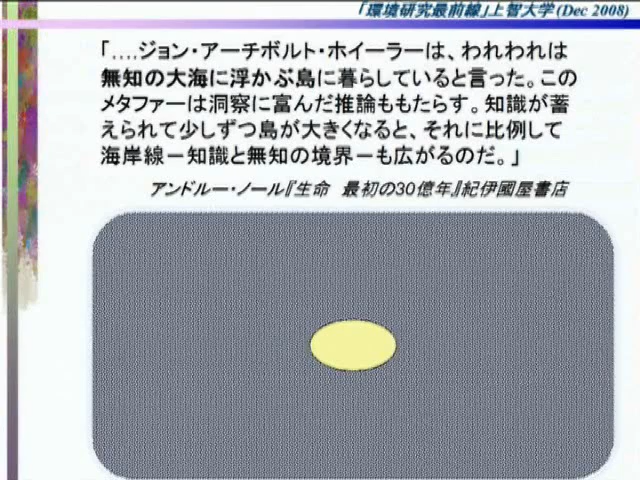 「環境研究最前線」上智大学 (Dec 2008)
「....ジョン・アーチボルト・ホイーラーは、われわれは
無知の大海に浮かぶ島に暮らしていると言った。この
メタファーは洞察に富んだ推論ももたらす。知識が蓄
えられて少しずつ島が大きくなると、それに比例して
海岸線－知識と無知の境界－も広がるのだ。」
アンドルー・ノール『生命 最初の30億年』紀伊國屋書店